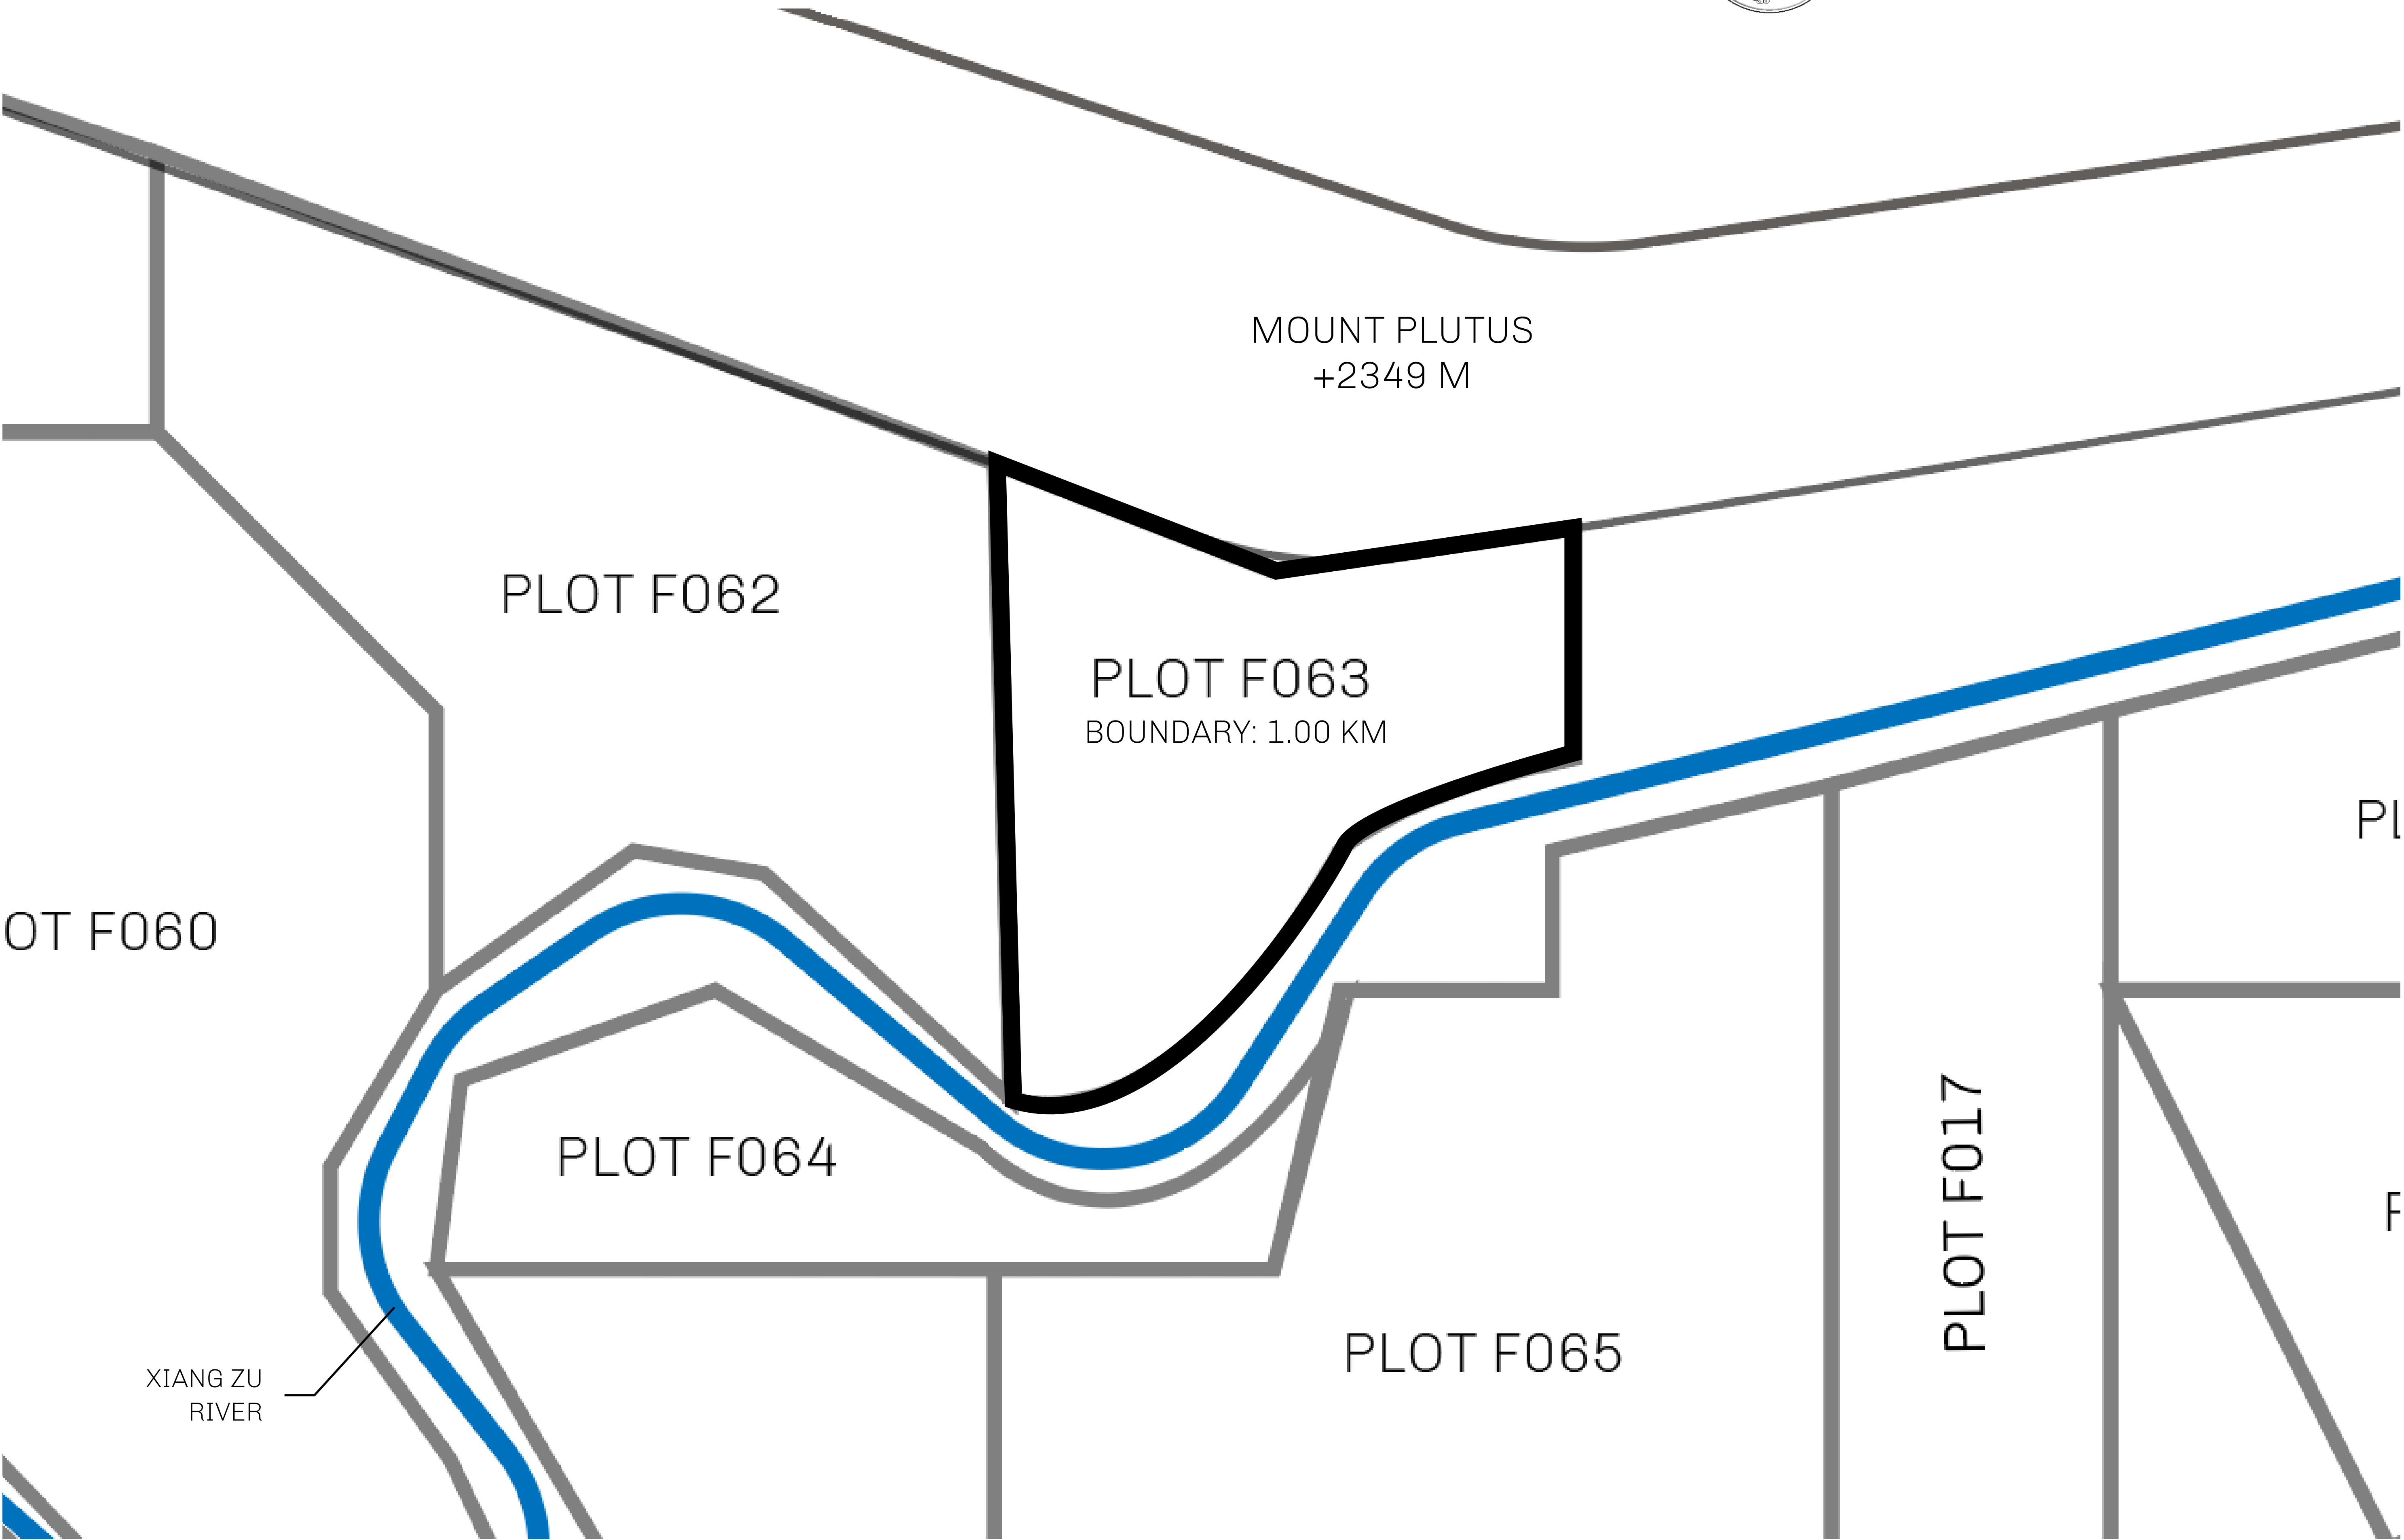 MOUNT PLUTUS
+2349 M
PLOT F062
PLOT F063
BOUNDARY: 1.00 KM
OT F060
PLOT F064
PLOT F017
PLOT F065
XIANG ZU
RIVER